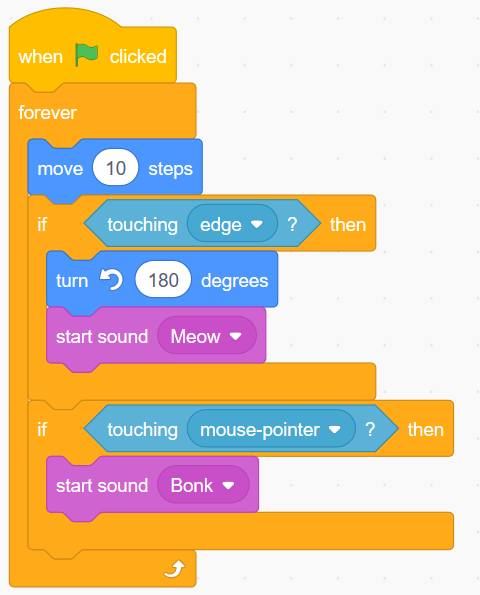 when clicked
forever
move 10 steps
if touching edge ? then
turn 180 degrees
start sound Meow
if touching mouse-pointer ? then
start sound Bonk